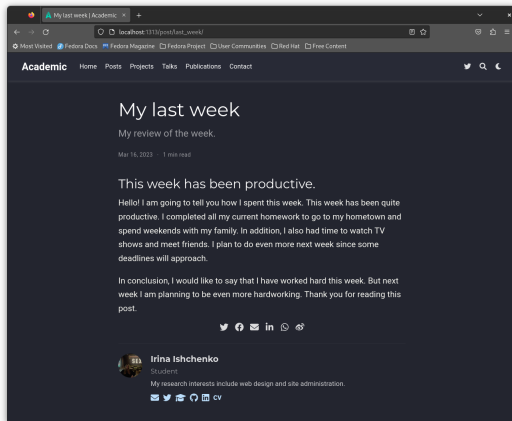 My last week | Academic
localhost:1313/post/last_week/
Most Visited Fedora Docs Fedora Magazine Fedora Project User Communities Red Hat Free Content
Academic Home Posts Projects Talks Publications Contact
My last week
My review of the week.
Mar 16, 2023 · 1 min read
This week has been productive.
Hello! I am going to tell you how I spent this week. This week has been quite
productive. I completed all my current homework to go to my hometown and
spend weekends with my family. In addition, I also had time to watch TV
shows and meet friends. I plan to do even more next week since some
deadlines will approach.
In conclusion, I would like to say that I have worked hard this week. But next
week I am planning to be even more hardworking. Thank you for reading this
post.
Irina Ishchenko
Student
My research interests include web design and site administration.
CV